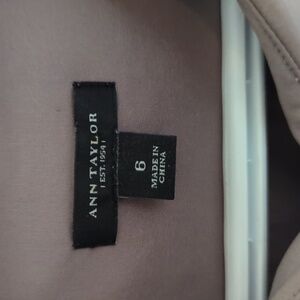 ANN TAYLOR
| EST. 1954 |
6
MADE IN
CHINA